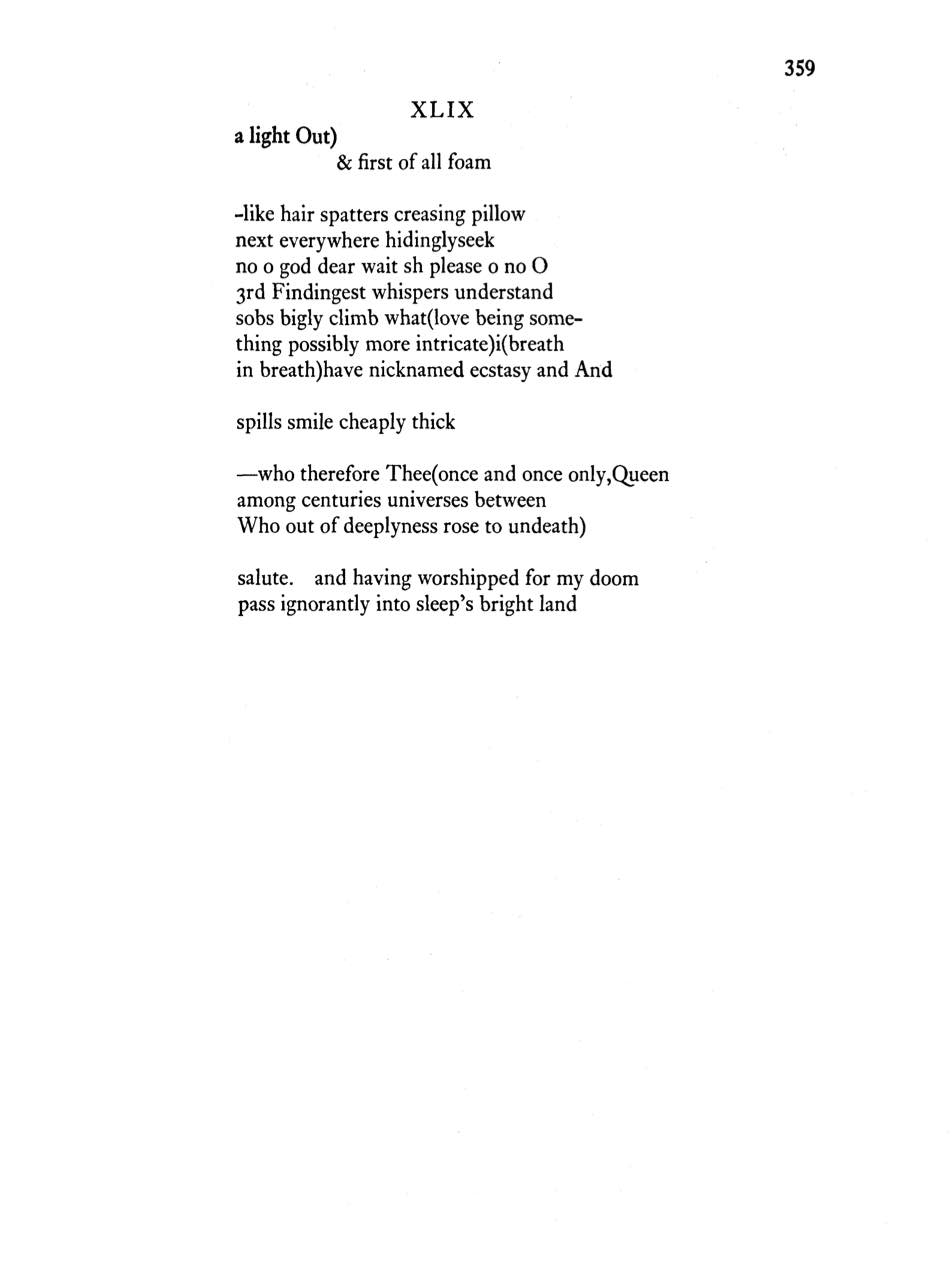 359
XLIX
a light Out)
& first of all foam
-like hair spatters creasing pillow
next everywhere hidinglyseek
no o god dear wait sh please o no O
3rd Findingest whispers understand
sobs bigly climb what(love being some-
thing possibly more intricate)i(breath
in breath)have nicknamed ecstasy and And
spills smile cheaply thick
—who therefore Thee(once and once only,Queen
among centuries universes between
Who out of deeplyness rose to undeath)
salute.   and having worshipped for my doom
pass ignorantly into sleep's bright land